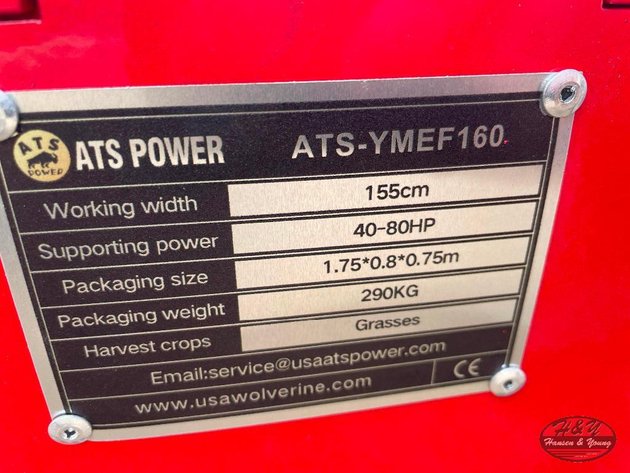 ATS
POWER
ATS POWER
ATS-YMEF160
Working width 155cm
Supporting power 40-80HP
Packaging size 1.75*0.8*0.75m
Packaging weight 290KG
Harvest crops Grasses
Email:service@usaatspower.com
CE
www.usawolverine.com
H&Y
Hansen & Young